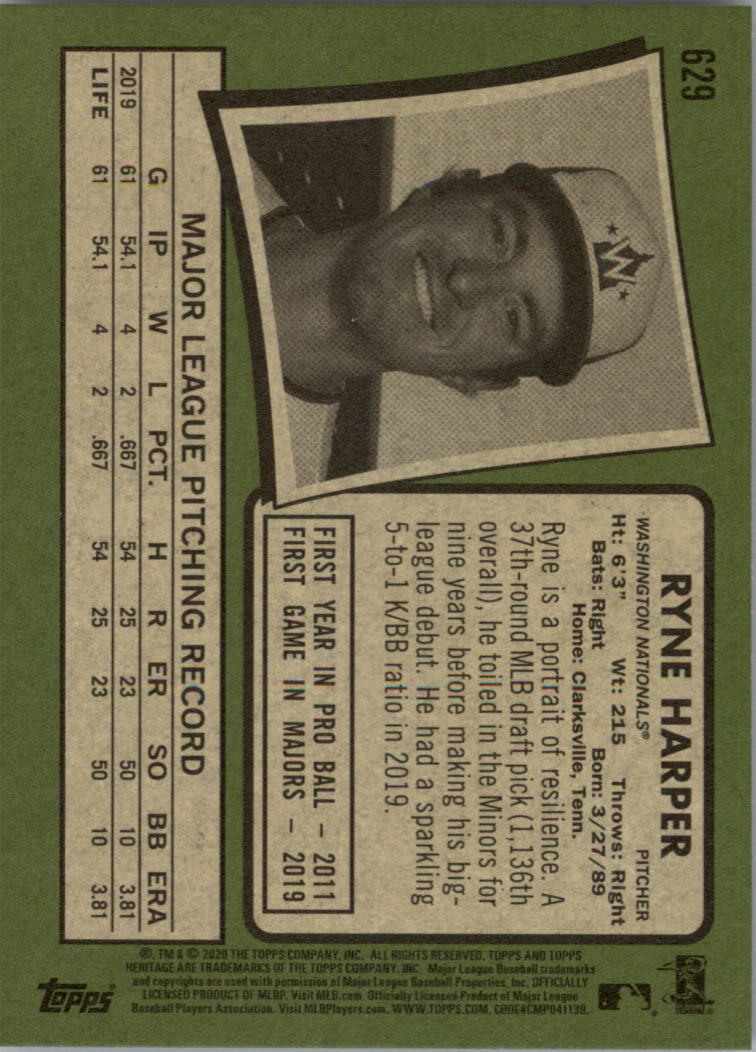 629
W
RYNE HARPER
WASHINGTON NATIONALS® PITCHER
Ht: 6'3" Wt: 215 Throws: Right
Bats: Right Born: 3/27/89
Home: Clarksville, Tenn.
Ryne is a portrait of resilience. A
37th-round MLB draft pick (1,136th
overall), he toiled in the Minors for
nine years before making his big-
league debut. He had a sparkling
5-to-1 K/BB ratio in 2019.
FIRST YEAR IN PRO BALL – 2011
FIRST GAME IN MAJORS – 2019
MAJOR LEAGUE PITCHING RECORD
G IP W L PCT. H R ER SO BB ERA
2019 61 54.1 4 2 .667 54 25 23 50 10 3.81
LIFE 61 54.1 4 2 .667 54 25 23 50 10 3.81
®, TM & © 2020 THE TOPPS COMPANY, INC. ALL RIGHTS RESERVED. TOPPS AND TOPPS
HERITAGE ARE TRADEMARKS OF THE TOPPS COMPANY, INC. Major League Baseball trademarks
and copyrights are used with permission of Major League Baseball Properties, Inc. OFFICIALLY
LICENSED PRODUCT OF MLBP. Visit MLB.com. Officially Licensed Product of Major League
Baseball Players Association. Visit MLBPlayers.com. WWW.TOPPS.COM. CODE#CMP041139.
topps®